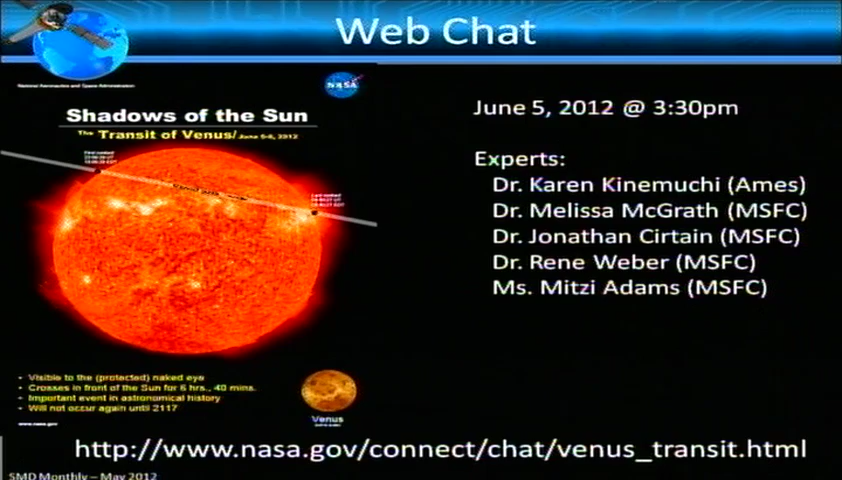 Web Chat
National Aeronautics and Space Administration
NASA
Shadows of the Sun
The Transit of Venus/ June 5-6, 2012
First contact
Last contact
• Visible to the (protected) naked eye
• Crosses in front of the Sun for 6 hrs., 40 mins.
• Important event in astronomical history
• Will not occur again until 2117
www.nasa.gov
Venus
June 5, 2012 @ 3:30pm
Experts:
Dr. Karen Kinemuchi (Ames)
Dr. Melissa McGrath (MSFC)
Dr. Jonathan Cirtain (MSFC)
Dr. Rene Weber (MSFC)
Ms. Mitzi Adams (MSFC)
http://www.nasa.gov/connect/chat/venus_transit.html
SMD Monthly – May 2012